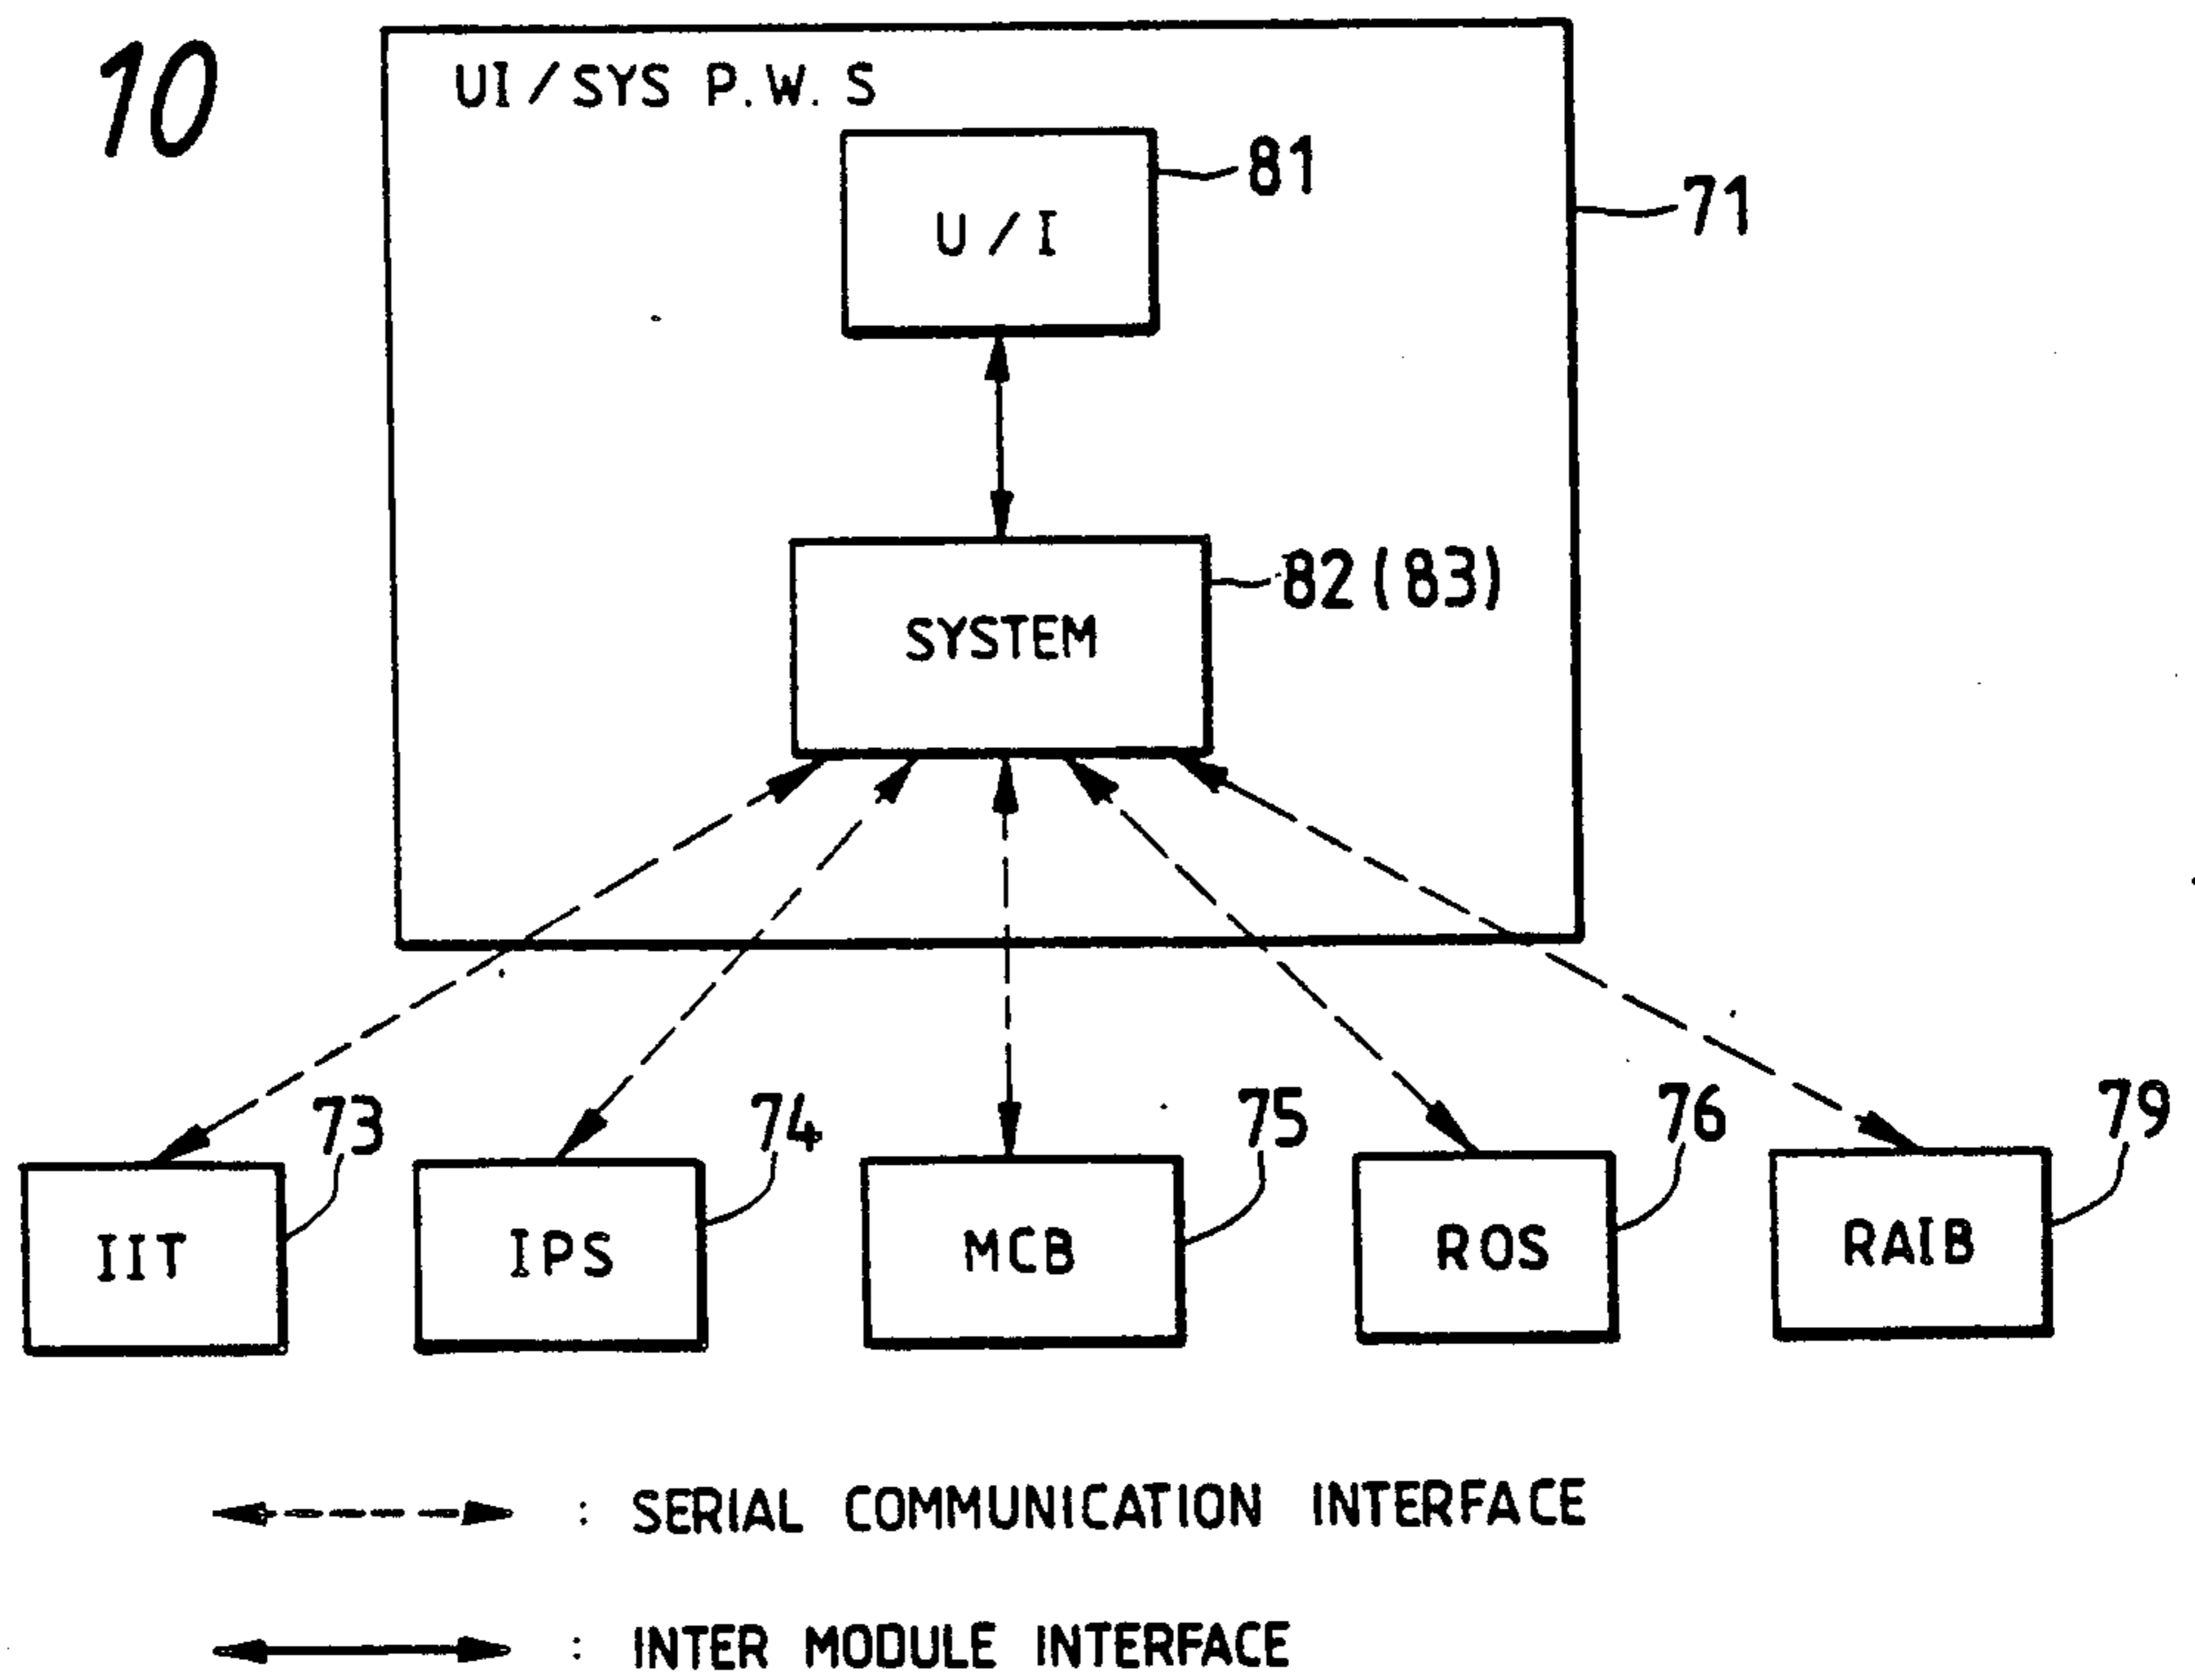 10
UI/SYS P.W.S
81
U/I
71
82(83)
SYSTEM
73
74
75
76
79
IIT
IPS
MCB
ROS
RAIB
: SERIAL COMMUNICATION INTERFACE
: INTER MODULE INTERFACE